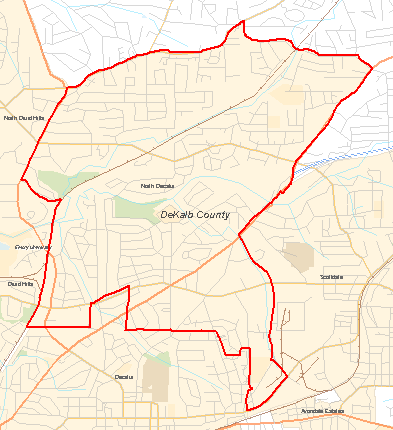 North Druid Hills
North Decatur
DeKalb County
Emory University
Scottdale
Druid Hills
Decatur
Avondale Estates